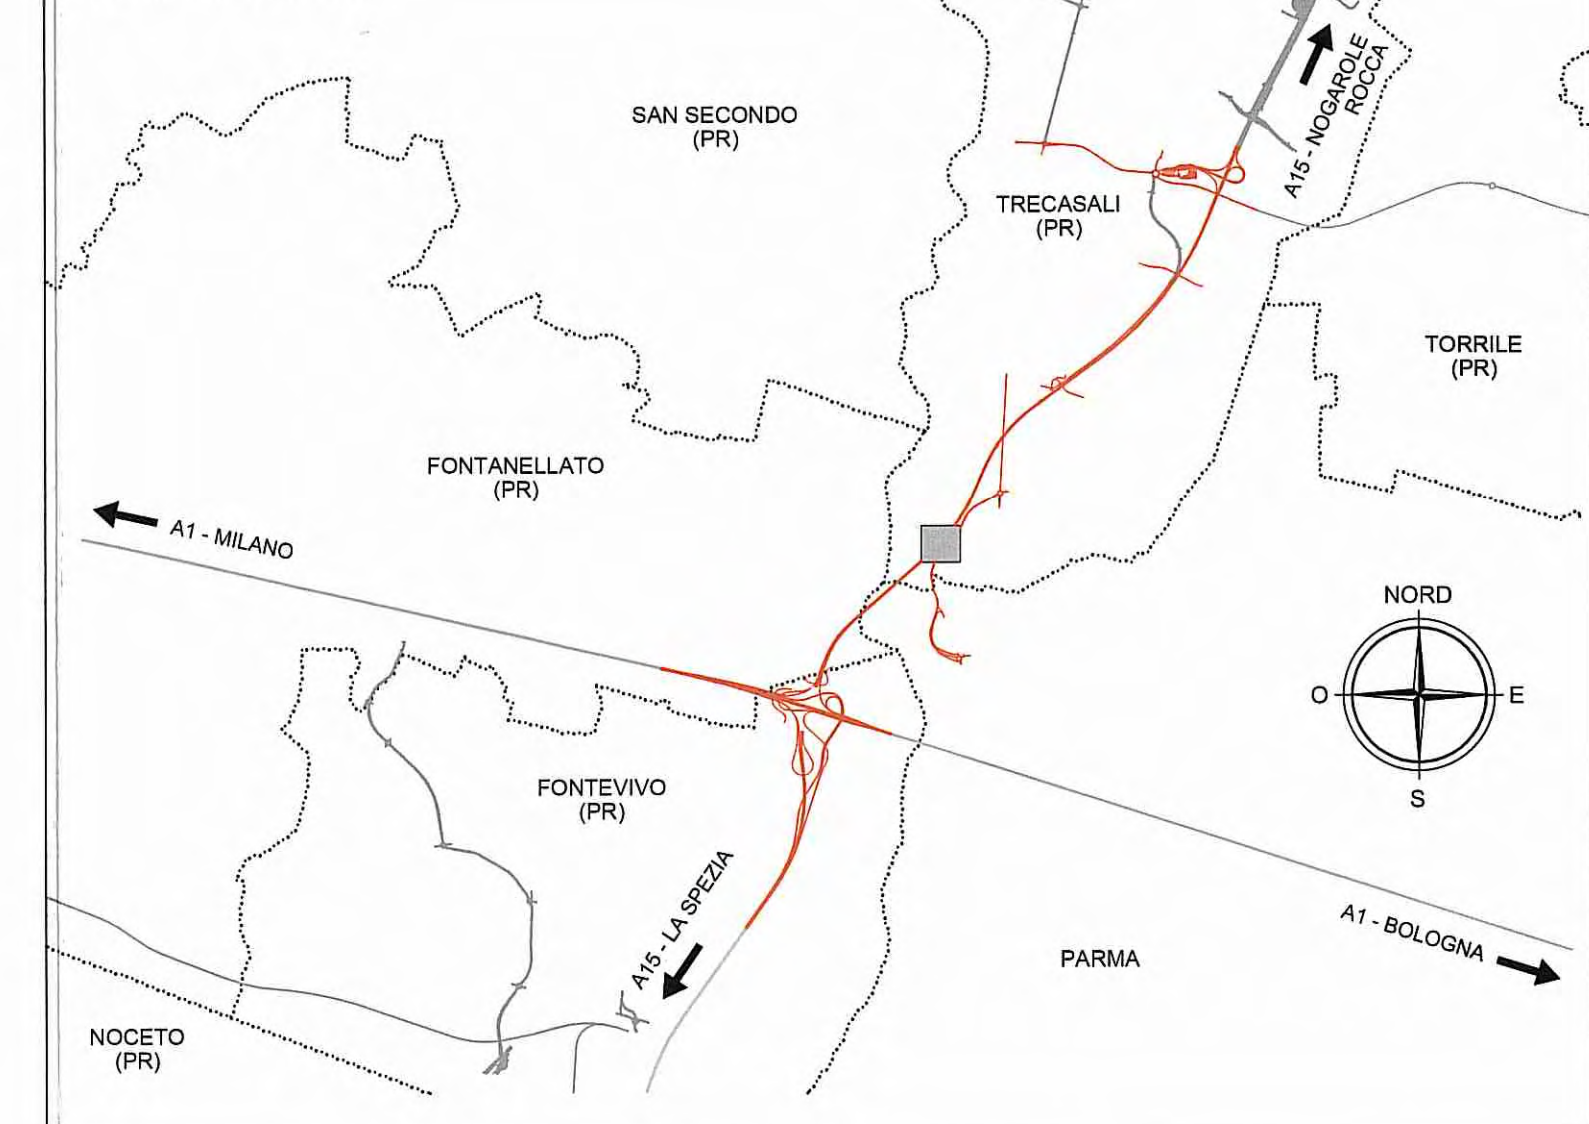 SAN SECONDO
(PR)
A15 - NOGAROLE
ROCCA
TRECASALI
(PR)
TORRILE
(PR)
FONTANELLATO
(PR)
A1 - MILANO
NORD
O
E
S
FONTEVIVO
(PR)
A15 - LA SPEZIA
A1 - BOLOGNA
PARMA
NOCETO
(PR)